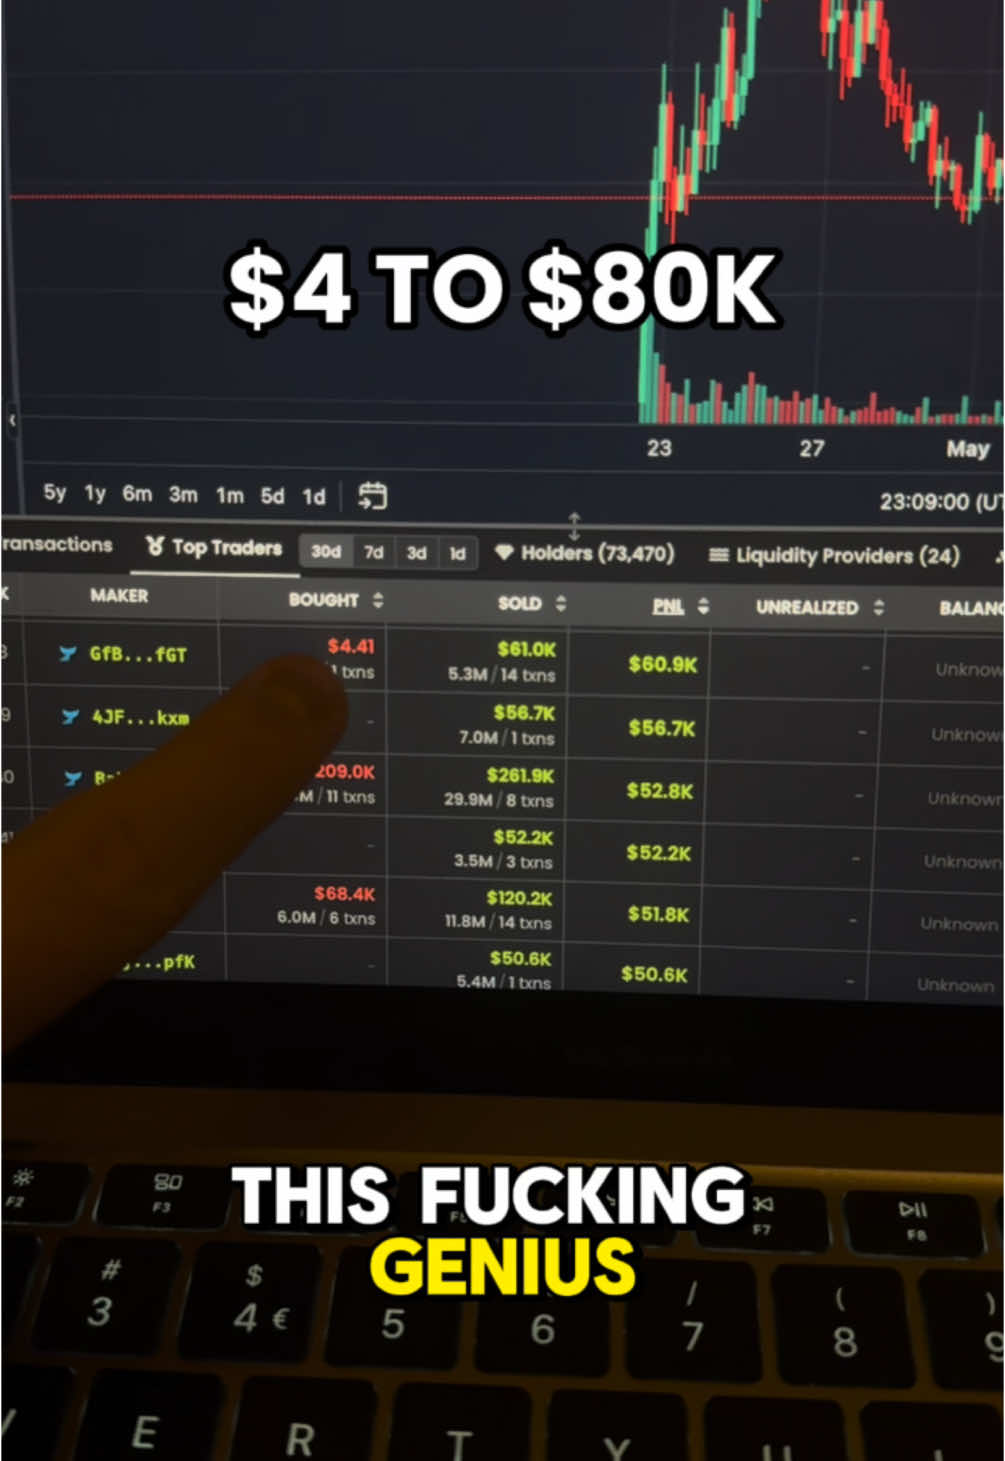 $4 TO $80K
23 27 May
5y 1y 6m 3m 1m 5d 1d 23:09:00 (UT
ransactions Top Traders 30d 7d 3d 1d Holders (73,470) Liquidity Providers (24)
K MAKER BOUGHT SOLD PNL UNREALIZED BALANC
GfB...fGT $4.41 $61.0K $60.9K - Unknow
1 txns 5.3M / 14 txns
9 4JF...kxm - $56.7K $56.7K - Unknow
7.0M / 1 txns
209.0K $261.9K $52.8K - Unknow
M / 11 txns 29.9M / 8 txns
- $52.2K $52.2K - Unknown
3.5M / 3 txns
$68.4K $120.2K $51.8K - Unknown
6.0M / 6 txns 11.8M / 14 txns
...pfK - $50.6K $50.6K - Unknown
5.4M / 1 txns
THIS FUCKING
GENIUS
F2 F3 F7 F8
# $ / ( )
3 4 € 5 6 7 8 9
E R T Y U